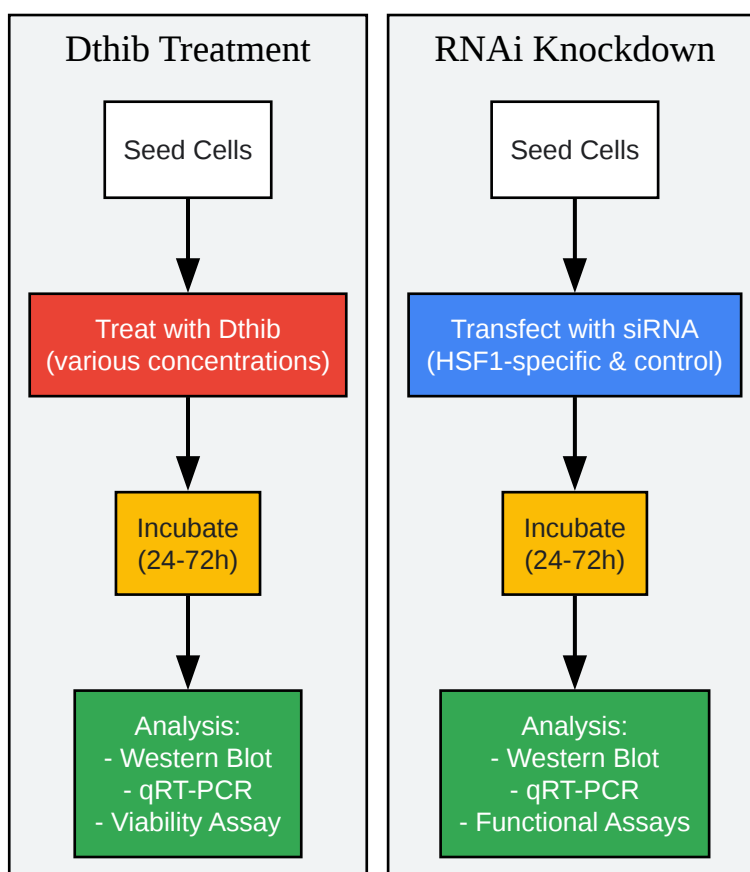 Dthib Treatment
Seed Cells
Treat with Dthib
(various concentrations)
Incubate
(24-72h)
Analysis:
- Western Blot
- qRT-PCR
- Viability Assay
RNAi Knockdown
Seed Cells
Transfect with siRNA
(HSF1-specific & control)
Incubate
(24-72h)
Analysis:
- Western Blot
- qRT-PCR
- Functional Assays